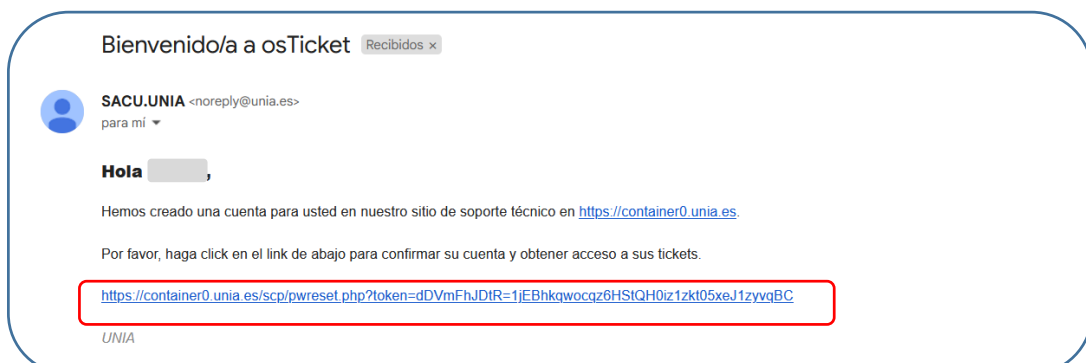 Bienvenido/a a osTicket Recibidos ×
SACU.UNIA <noreply@unia.es>
para mí
Hola ,
Hemos creado una cuenta para usted en nuestro sitio de soporte técnico en https://container0.unia.es.
Por favor, haga click en el link de abajo para confirmar su cuenta y obtener acceso a sus tickets.
https://container0.unia.es/scp/pwreset.php?token=dDVmFhJDtR=1jEBhkqwocqz6HStQH0iz1zkt05xeJ1zyvqBC
UNIA